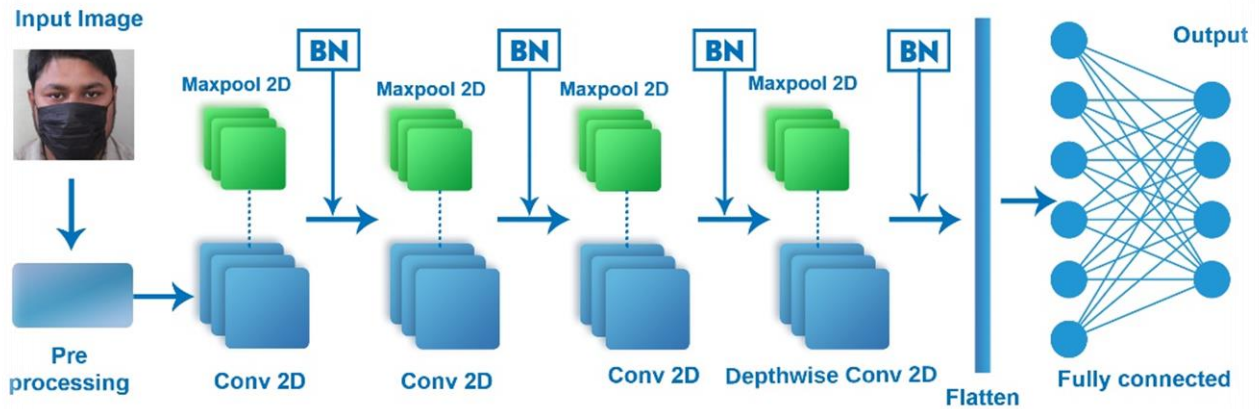 Input Image
BN
BN
BN
BN
Output
Maxpool 2D
Maxpool 2D
Maxpool 2D
Maxpool 2D
Pre
processing
Conv 2D
Conv 2D
Conv 2D
Depthwise Conv 2D
Flatten
Fully connected